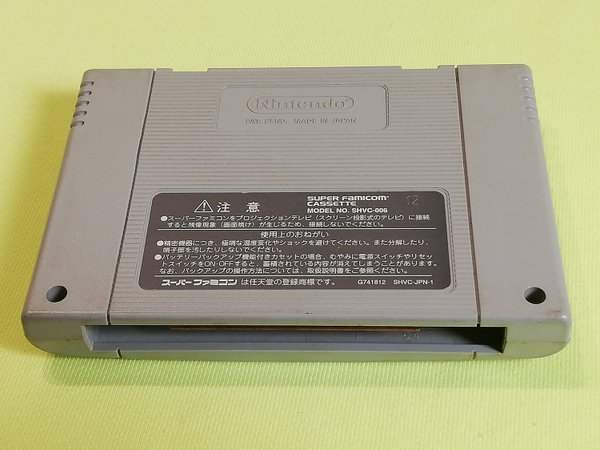 Nintendo
PAT. PEND. MADE IN JAPAN
⚠注意
SUPER FAMICOM
CASSETTE
MODEL NO. SHVC-006
12
●スーパーファミコンをプロジェクションテレビ(スクリーン投影式のテレビ)に接続
すると残像現象(画面焼け)が生じるため、接続しないでください。
使用上のおねがい
●精密機器につき、極端な温度変化やショックを避けてください。また分解したり、
端子部を汚したりしないでください。
●バッテリーバックアップ機能付きカセットの場合、むやみに電源スイッチやリセッ
トスイッチをON・OFFすると、蓄積されている内容が消えてしまうことがあります。
なお、バックアップの操作方法については、取扱説明書をご参照ください。
スーパーファミコンは任天堂の登録商標です。 G741812 SHVC-JPN-1